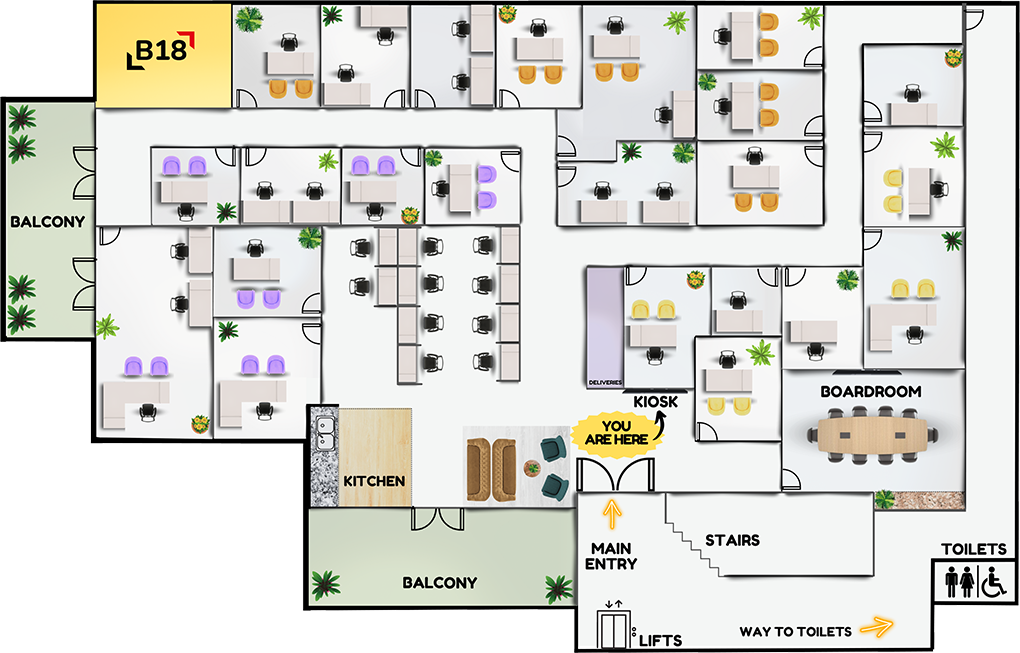 B18
BALCONY
DELIVERIES
KIOSK
YOU
ARE HERE
BOARDROOM
KITCHEN
MAIN
ENTRY
STAIRS
TOILETS
BALCONY
LIFTS
WAY TO TOILETS